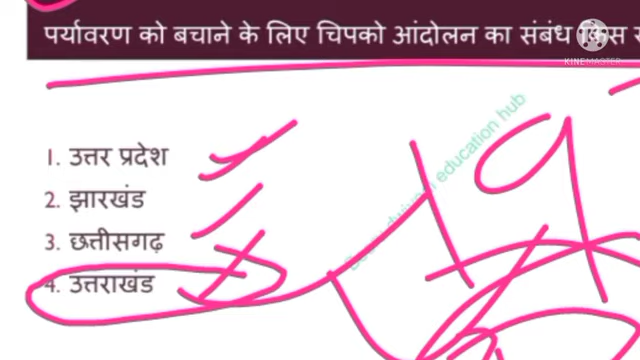 पर्यावरण को बचाने के लिए चिपको आंदोलन का संबंध किस
KINEMASTER
1. उत्तर प्रदेश
2. झारखंड
3. छत्तीसगढ़
4. उत्तराखंड
education hub
19